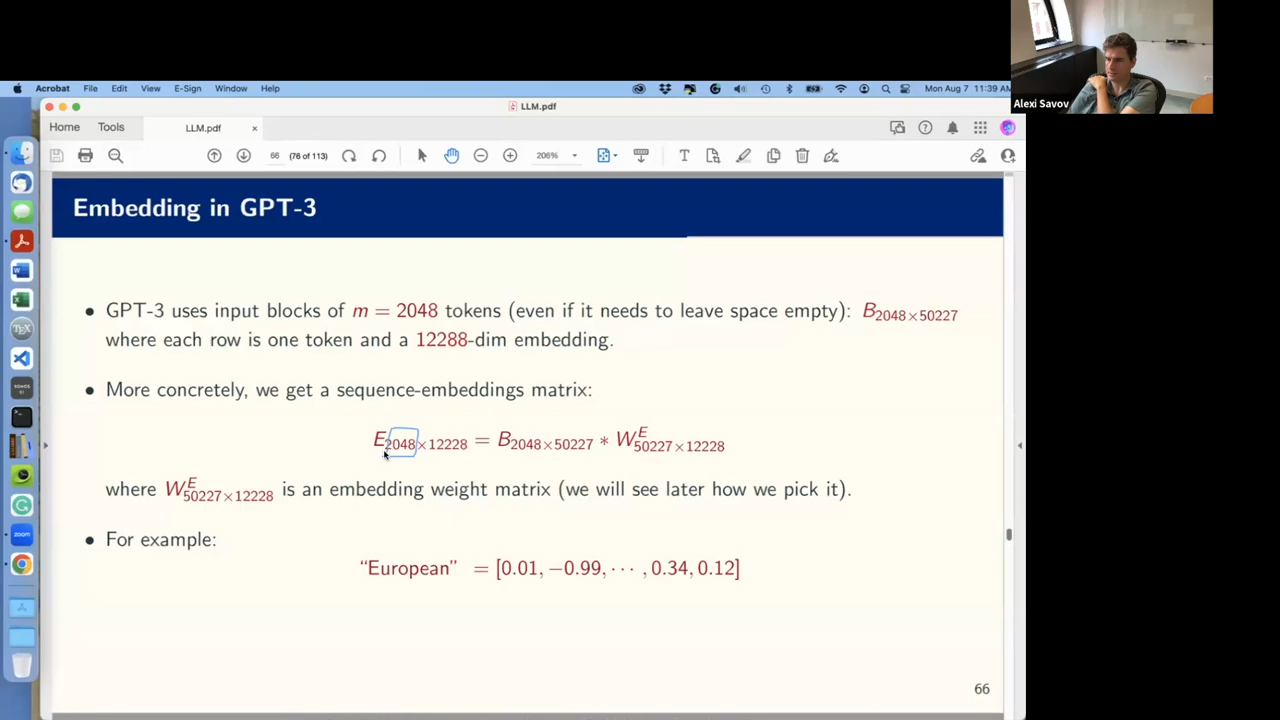 Alexi Savov
Acrobat File Edit View E-Sign Window Help Mon Aug 7 11:39 AM
LLM.pdf
Home Tools LLM.pdf ×
66 (76 of 113) 206%
Embedding in GPT-3
• GPT-3 uses input blocks of m = 2048 tokens (even if it needs to leave space empty): B₂₀₄₈×₅₀₂₂₇
where each row is one token and a 12288-dim embedding.
• More concretely, we get a sequence-embeddings matrix:
E₂₀₄₈×₁₂₂₂₈ = B₂₀₄₈×₅₀₂₂₇ ∗ Wᴱ₅₀₂₂₇×₁₂₂₂₈
where Wᴱ₅₀₂₂₇×₁₂₂₂₈ is an embedding weight matrix (we will see later how we pick it).
• For example:
“European” = [0.01, −0.99, ··· , 0.34, 0.12]
66